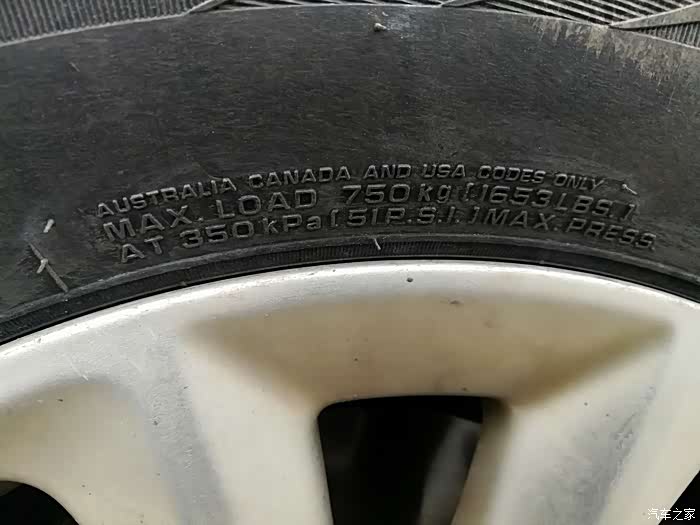 AUSTRALIA CANADA AND USA CODES ONLY
MAX. LOAD 750kg (1653LBS.)
AT 350kPa (51P.S.I.) MAX. PRESS.
汽车之家